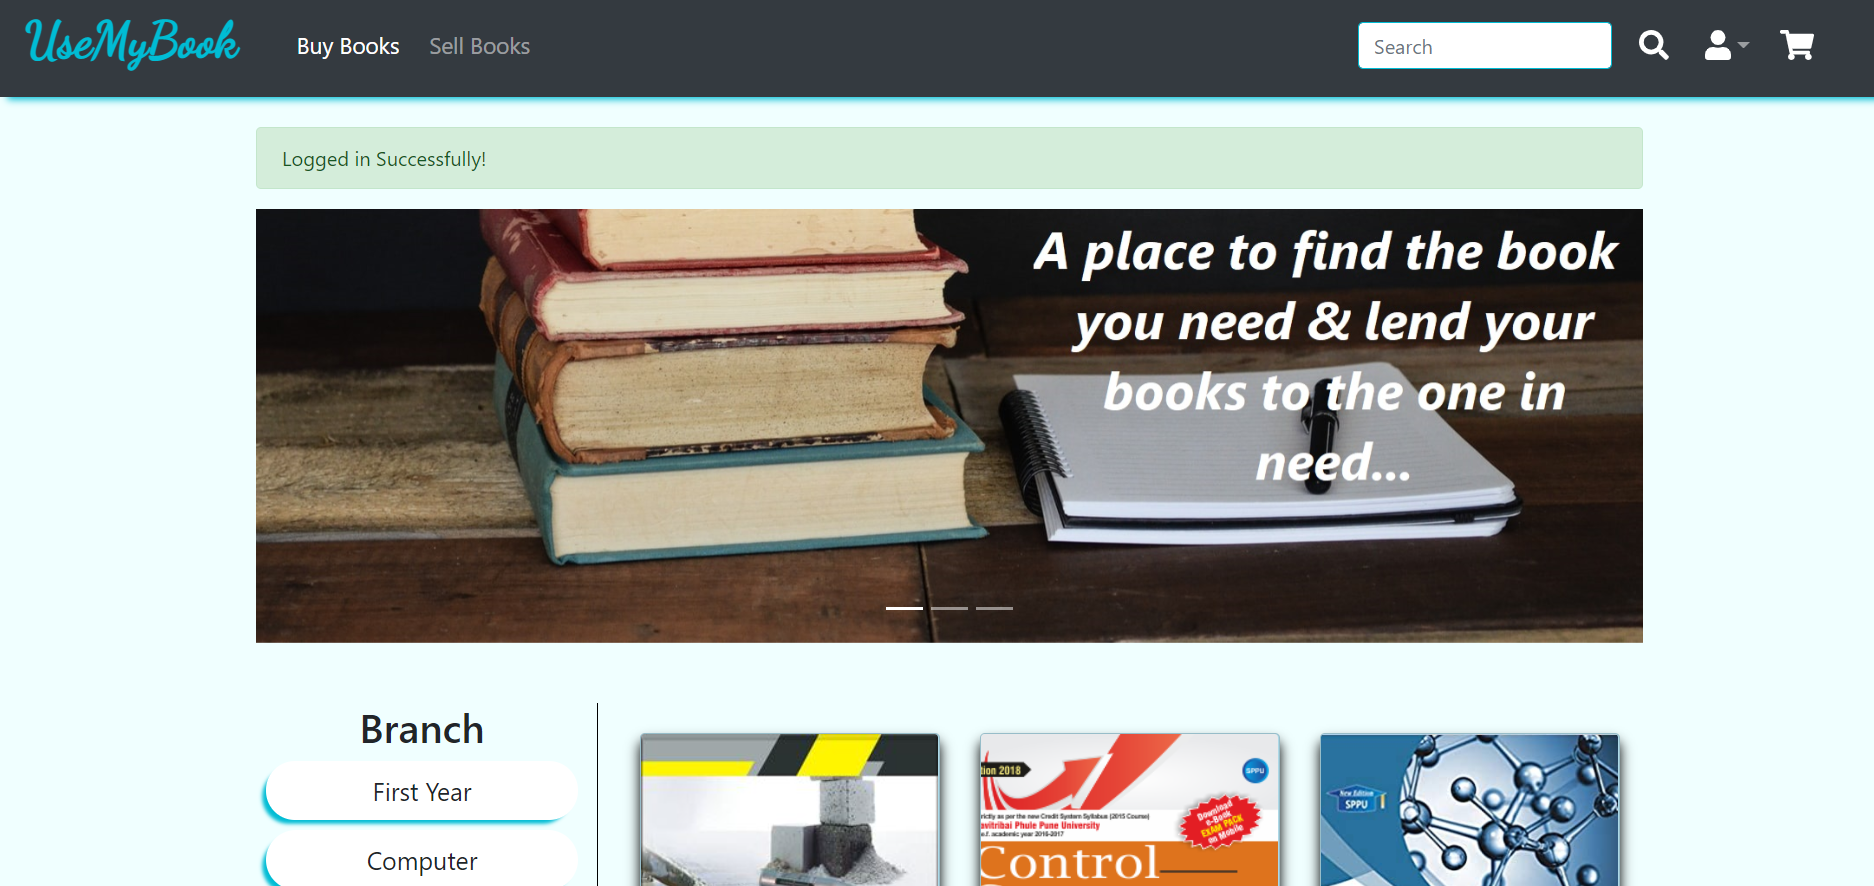 UseMyBook
Buy Books
Sell Books
Search
Logged in Successfully!
A place to find the book
you need & lend your
books to the one in
need...
Branch
First Year
Computer
tion 2018
SPPU
rictly as per the new Credit System Syllabus (2015 Course)
avitribai Phule Pune University
e.f. academic year 2016-2017
Download
e-Book
EXAM PACK
on Mobile
Control
New Edition
SPPU